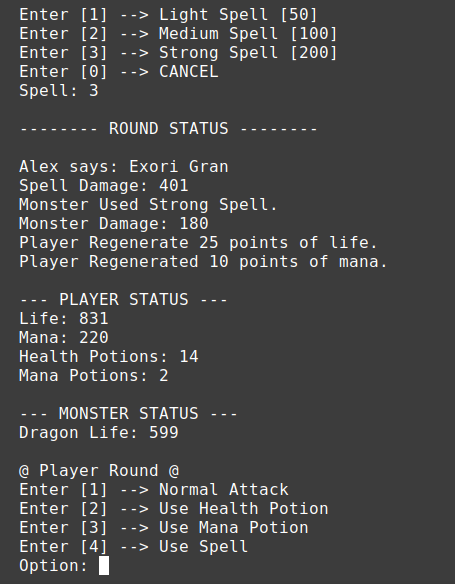 Enter [1] --> Light Spell [50]
Enter [2] --> Medium Spell [100]
Enter [3] --> Strong Spell [200]
Enter [0] --> CANCEL
Spell: 3
-------- ROUND STATUS --------
Alex says: Exori Gran
Spell Damage: 401
Monster Used Strong Spell.
Monster Damage: 180
Player Regenerate 25 points of life.
Player Regenerated 10 points of mana.
--- PLAYER STATUS ---
Life: 831
Mana: 220
Health Potions: 14
Mana Potions: 2
--- MONSTER STATUS ---
Dragon Life: 599
@ Player Round @
Enter [1] --> Normal Attack
Enter [2] --> Use Health Potion
Enter [3] --> Use Mana Potion
Enter [4] --> Use Spell
Option: